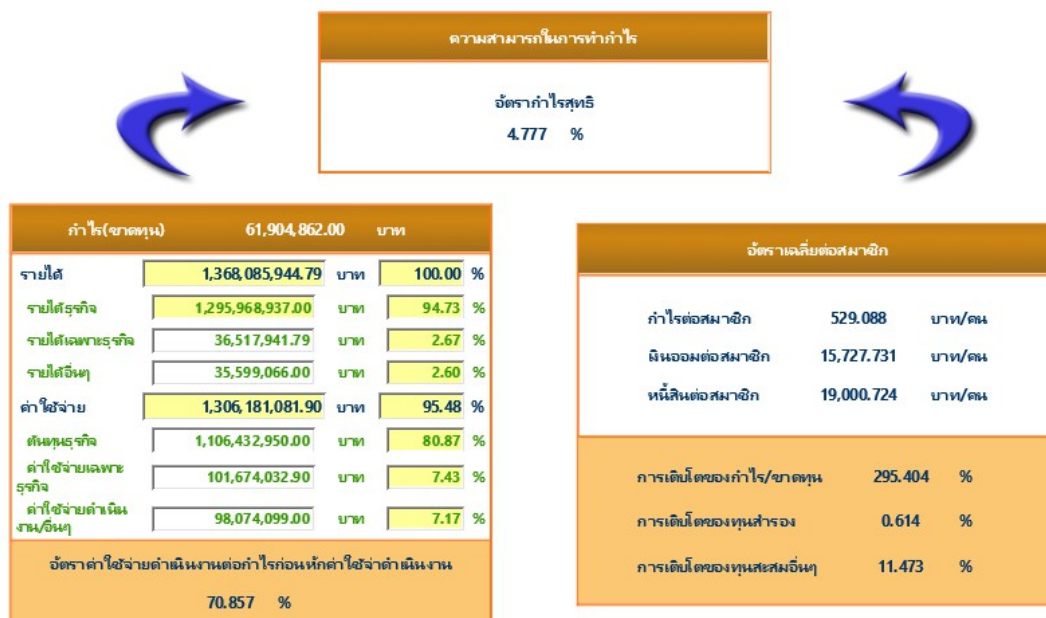 ความสามารถในการทำกำไร
อัตรากำไรสุทธิ
4.777 %
กำไร(ขาดทุน) 61,904,862.00 บาท
รายได้ 1,368,085,944.79 บาท 100.00 %
รายได้ธุรกิจ 1,295,968,937.00 บาท 94.73 %
รายได้เฉพาะธุรกิจ 36,517,941.79 บาท 2.67 %
รายได้อื่นๆ 35,599,066.00 บาท 2.60 %
ค่าใช้จ่าย 1,306,181,081.90 บาท 95.48 %
ต้นทุนธุรกิจ 1,106,432,950.00 บาท 80.87 %
ค่าใช้จ่ายเฉพาะ
ธุรกิจ 101,674,032.90 บาท 7.43 %
ค่าใช้จ่ายดำเนิน
งาน/อื่นๆ 98,074,099.00 บาท 7.17 %
อัตราค่าใช้จ่ายดำเนินงานต่อกำไรก่อนหักค่าใช้จ่าดำเนินงาน
70.857 %
อัตราเฉลี่ยต่อสมาชิก
กำไรต่อสมาชิก 529.088 บาท/คน
เงินออมต่อสมาชิก 15,727.731 บาท/คน
หนี้สินต่อสมาชิก 19,000.724 บาท/คน
การเติบโตของกำไร/ขาดทุน 295.404 %
การเติบโตของทุนสำรอง 0.614 %
การเติบโตของทุนสะสมอื่นๆ 11.473 %